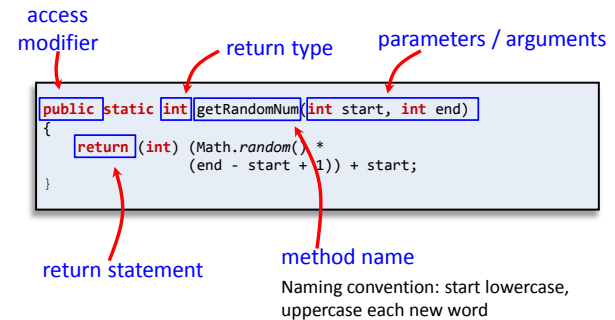 access
modifier
return type
parameters / arguments
public static int getRandomNum(int start, int end)
{
return (int) (Math.random() *
(end - start + 1)) + start;
}
return statement
method name
Naming convention: start lowercase,
uppercase each new word